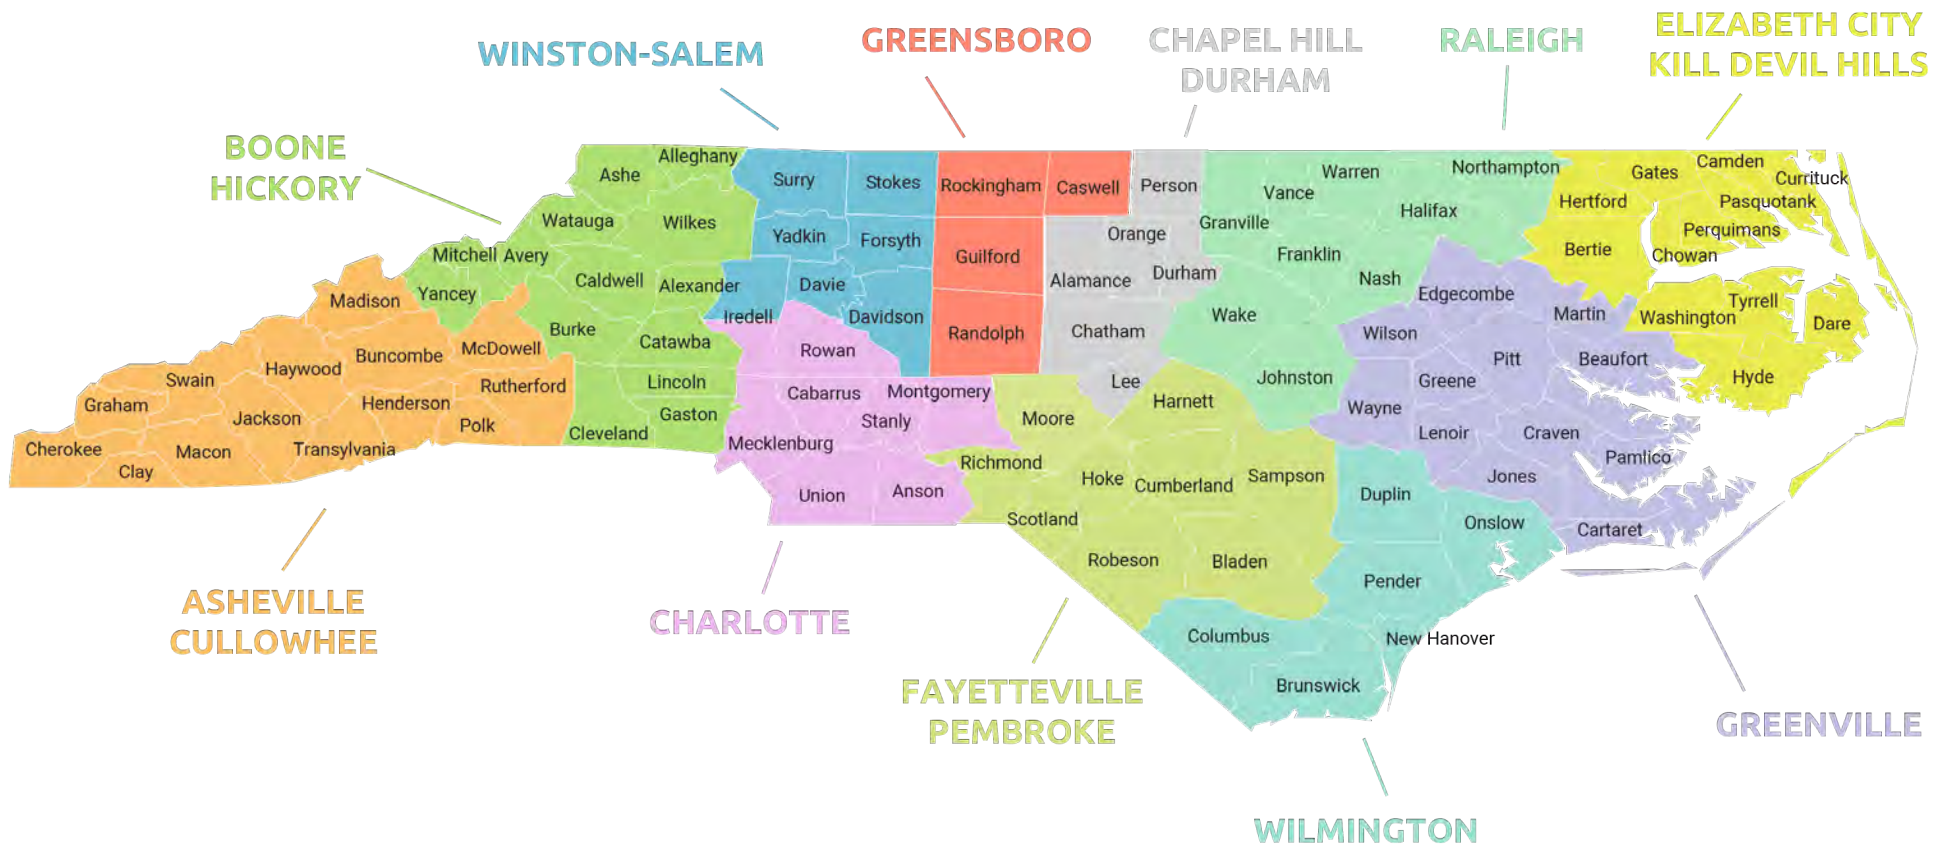 ELIZABETH CITY
KILL DEVIL HILLS
WINSTON-SALEM
GREENSBORO
CHAPEL HILL
DURHAM
RALEIGH
BOONE
HICKORY
Ashe
Alleghany
Surry
Stokes
Rockingham
Caswell
Person
Vance
Warren
Northampton
Gates
Camden
Currituck
Watauga
Wilkes
Yadkin
Forsyth
Guilford
Orange
Granville
Halifax
Hertford
Pasquotank
Perquimans
Mitchell
Avery
Caldwell
Alexander
Davie
Alamance
Durham
Franklin
Nash
Bertie
Chowan
Madison
Yancey
Burke
Iredell
Davidson
Randolph
Chatham
Wake
Edgecombe
Martin
Washington
Tyrrell
Dare
Haywood
Buncombe
McDowell
Catawba
Rowan
Wilson
Pitt
Beaufort
Hyde
Swain
Rutherford
Lincoln
Cabarrus
Montgomery
Lee
Johnston
Greene
Graham
Jackson
Henderson
Polk
Gaston
Stanly
Moore
Harnett
Wayne
Cherokee
Clay
Macon
Transylvania
Cleveland
Mecklenburg
Richmond
Hoke
Cumberland
Sampson
Lenoir
Craven
Pamlico
Jones
Union
Anson
Scotland
Duplin
Onslow
Cartaret
Robeson
Bladen
Pender
Columbus
New Hanover
Brunswick
ASHEVILLE
CULLOWHEE
CHARLOTTE
FAYETTEVILLE
PEMBROKE
GREENVILLE
WILMINGTON